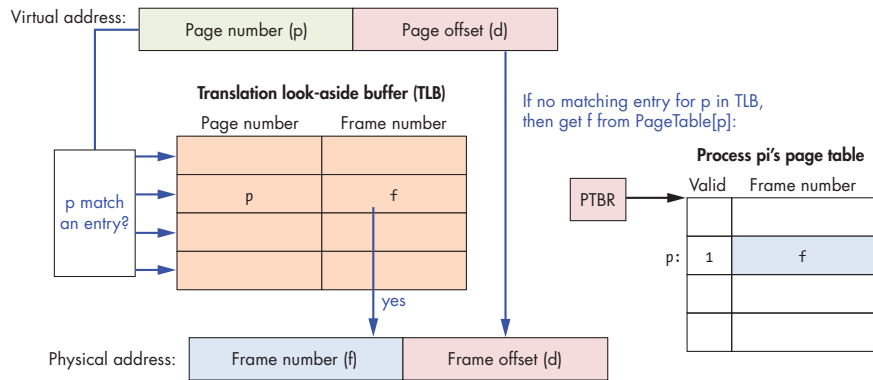 Virtual address:
Page number (p)
Page offset (d)
Translation look-aside buffer (TLB)
Page number
Frame number
p
f
p match
an entry?
yes
If no matching entry for p in TLB,
then get f from PageTable[p]:
Process pi's page table
Valid
Frame number
PTBR
p:
1
f
Physical address:
Frame number (f)
Frame offset (d)